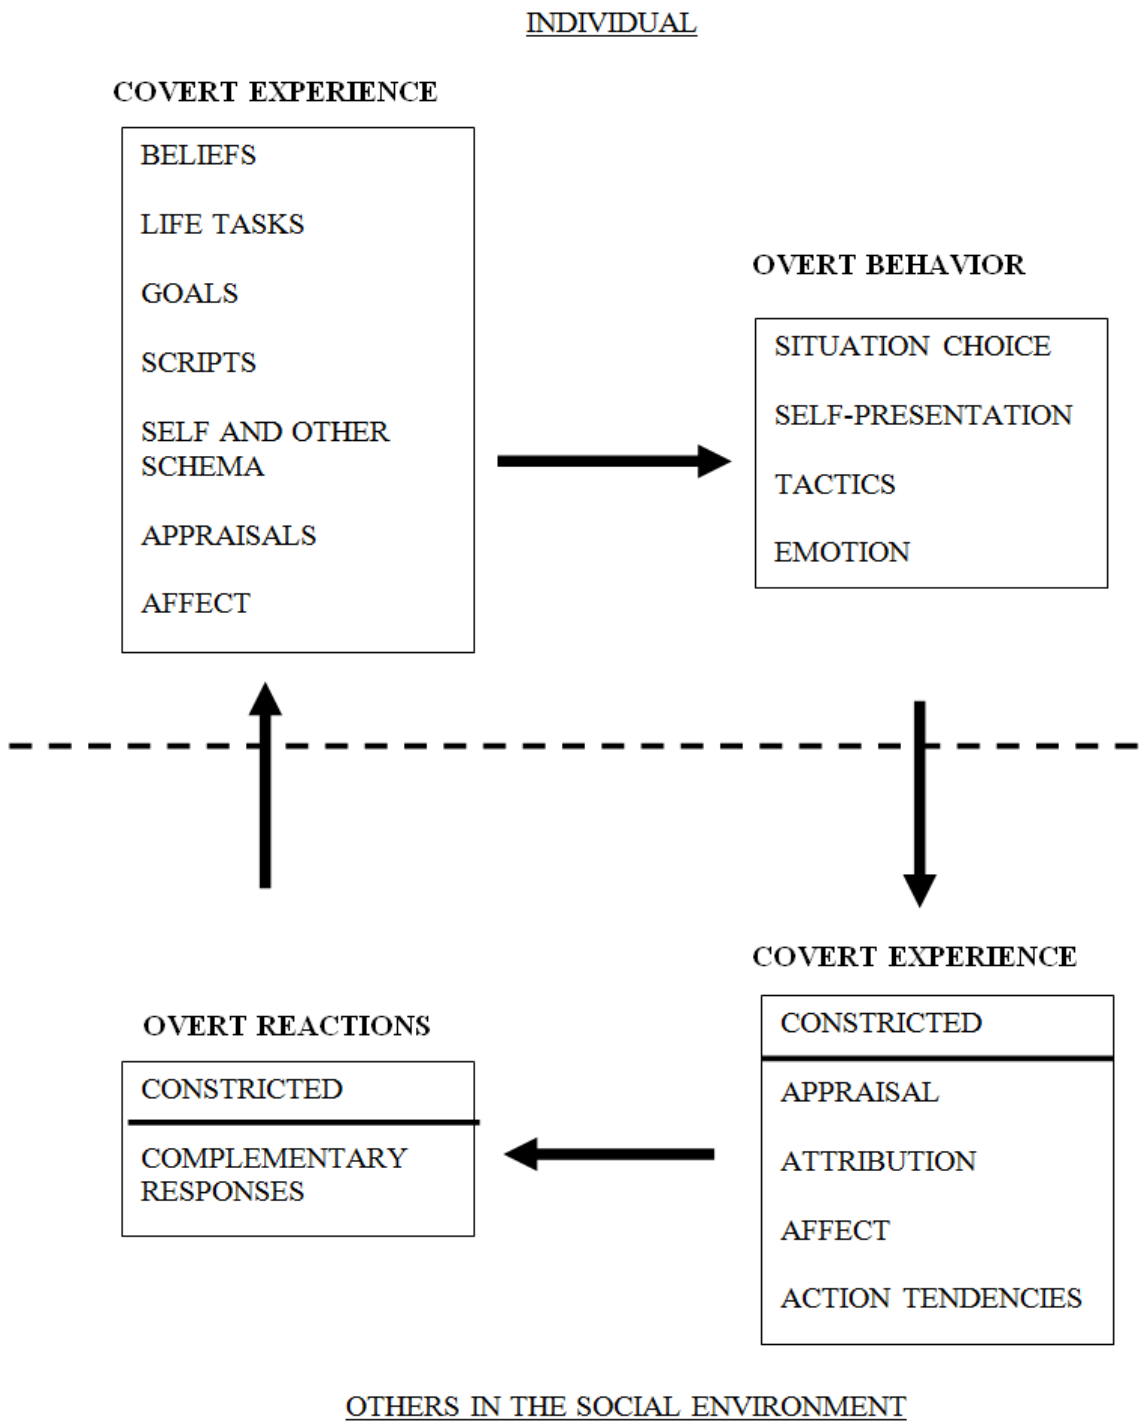 INDIVIDUAL
COVERT EXPERIENCE
BELIEFS
LIFE TASKS
GOALS
SCRIPTS
SELF AND OTHER
SCHEMA
APPRAISALS
AFFECT
OVERT BEHAVIOR
SITUATION CHOICE
SELF-PRESENTATION
TACTICS
EMOTION
COVERT EXPERIENCE
CONSTRICTED
APPRAISAL
ATTRIBUTION
AFFECT
ACTION TENDENCIES
OVERT REACTIONS
CONSTRICTED
COMPLEMENTARY
RESPONSES
OTHERS IN THE SOCIAL ENVIRONMENT